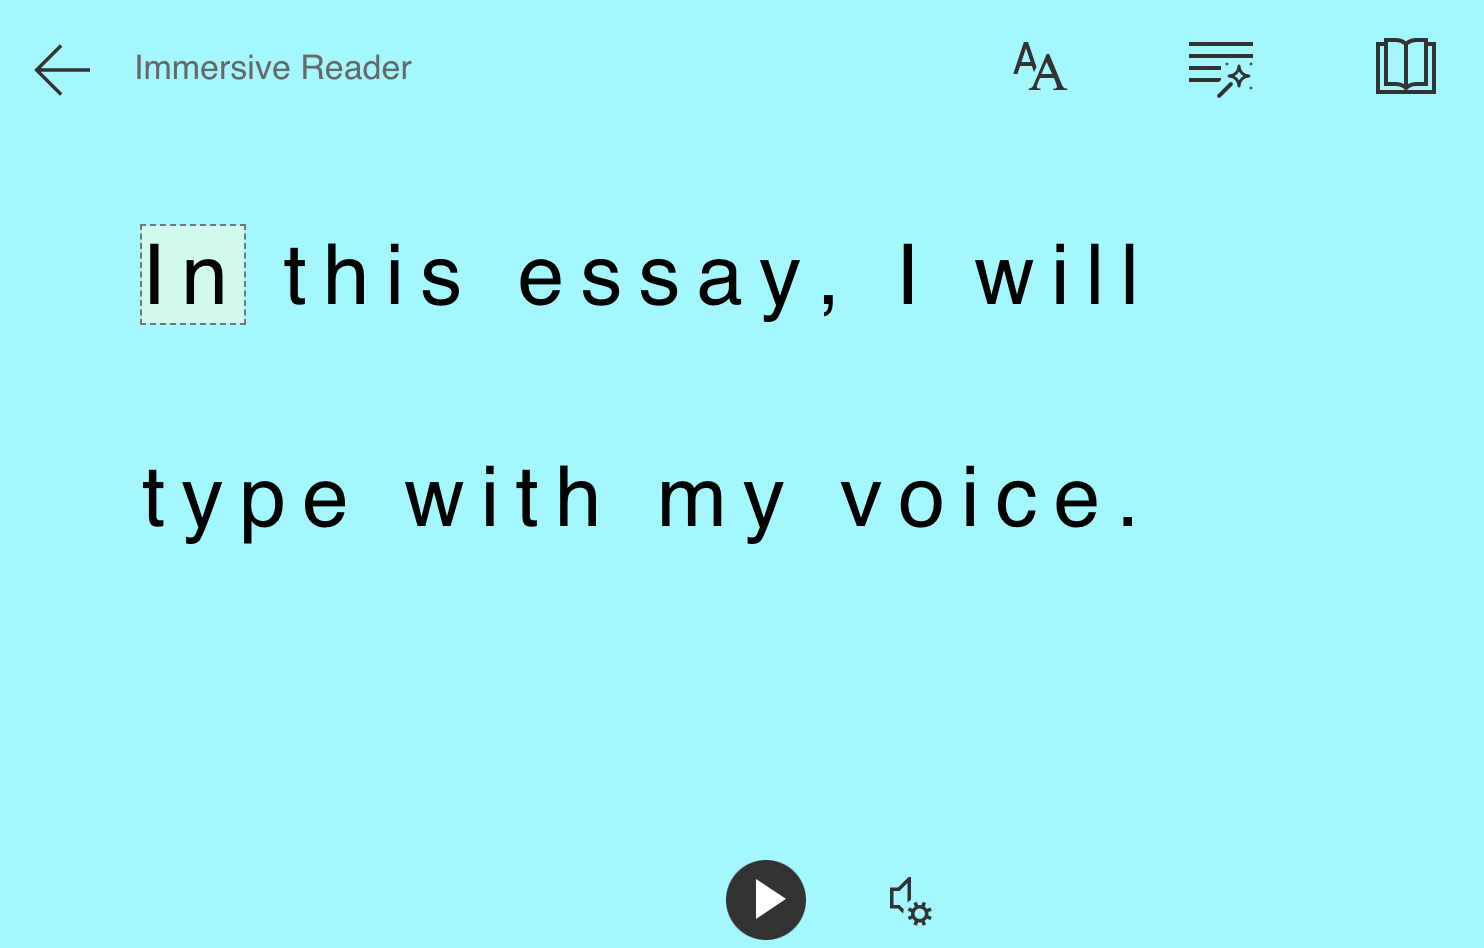 Immersive Reader
In this essay, I will
type with my voice.